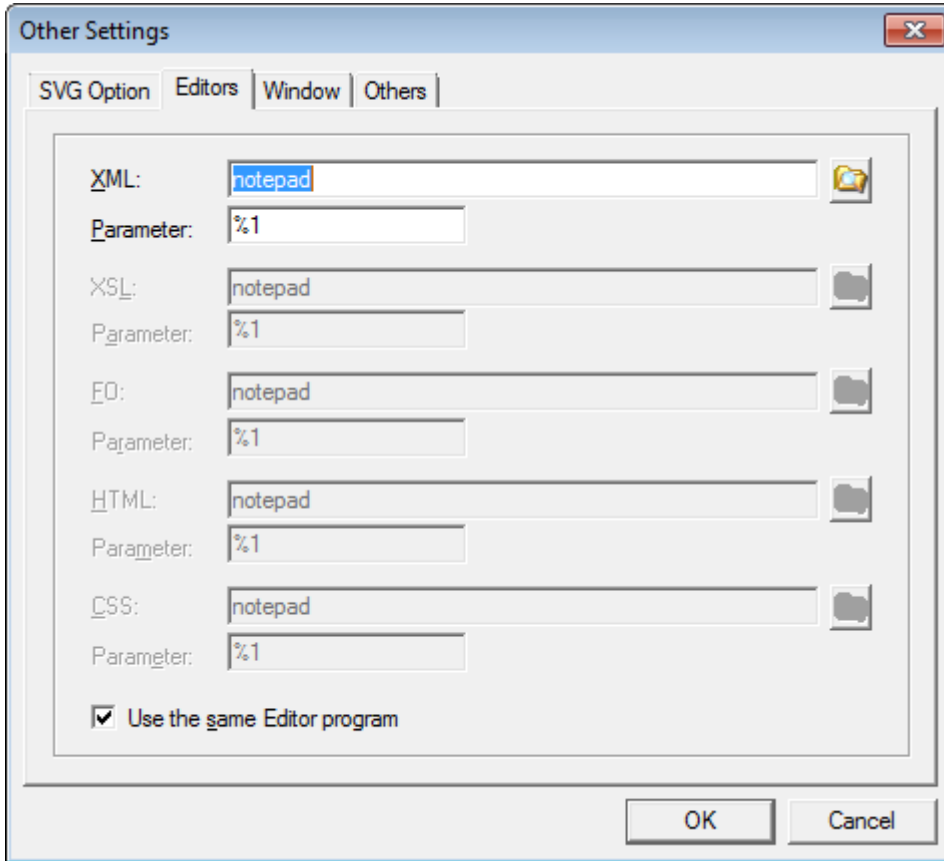 Other Settings
SVG Option Editors Window Others
XML: notepad
Parameter: %1
XSL: notepad
Parameter: %1
FO: notepad
Parameter: %1
HTML: notepad
Parameter: %1
CSS: notepad
Parameter: %1
Use the same Editor program
OK Cancel